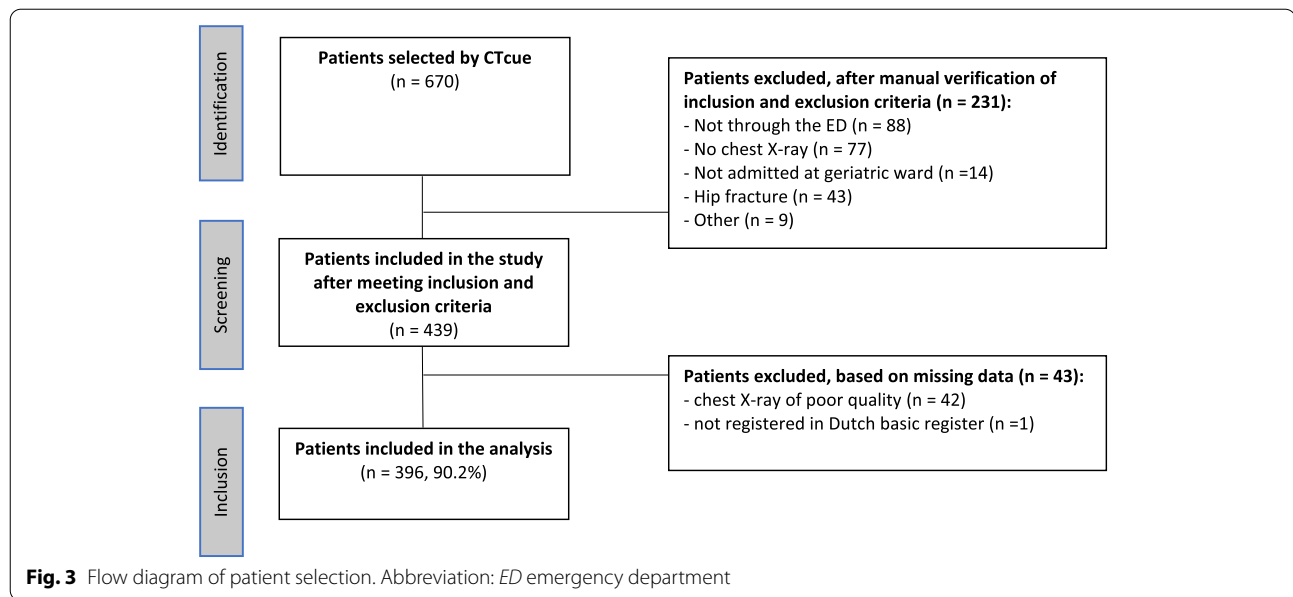 Identification
Patients selected by CTcue
(n = 670)
Patients excluded, after manual verification of
inclusion and exclusion criteria (n = 231):
- Not through the ED (n = 88)
- No chest X-ray (n = 77)
- Not admitted at geriatric ward (n =14)
- Hip fracture (n = 43)
- Other (n = 9)
Screening
Patients included in the study
after meeting inclusion and
exclusion criteria
(n = 439)
Patients excluded, based on missing data (n = 43):
- chest X-ray of poor quality (n = 42)
- not registered in Dutch basic register (n =1)
Inclusion
Patients included in the analysis
(n = 396, 90.2%)
Fig. 3 Flow diagram of patient selection. Abbreviation: ED emergency department